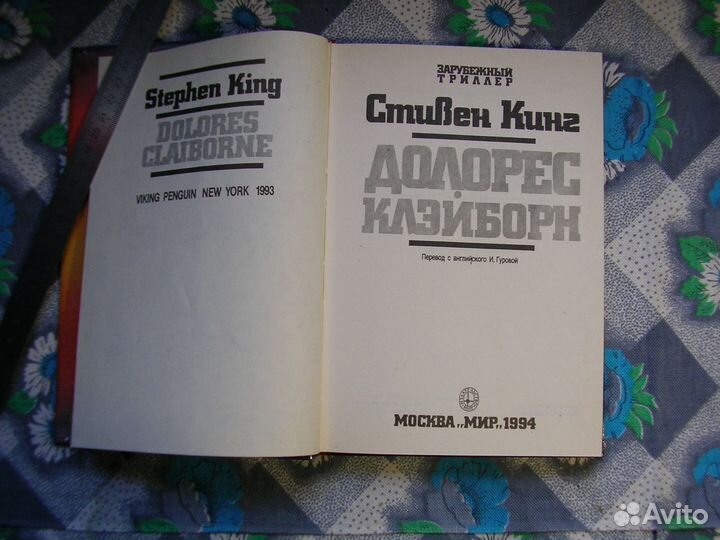 Stephen King
DOLORES
CLAIBORNE
VIKING PENGUIN NEW YORK 1993
ЗАРУБЕЖНЫЙ
ТРИЛЛЕР
Стивен Кинг
ДОЛОРЕС
КЛЭЙБОРН
Перевод с английского И. Гуровой
МОСКВА „МИР„ 1994
Avito